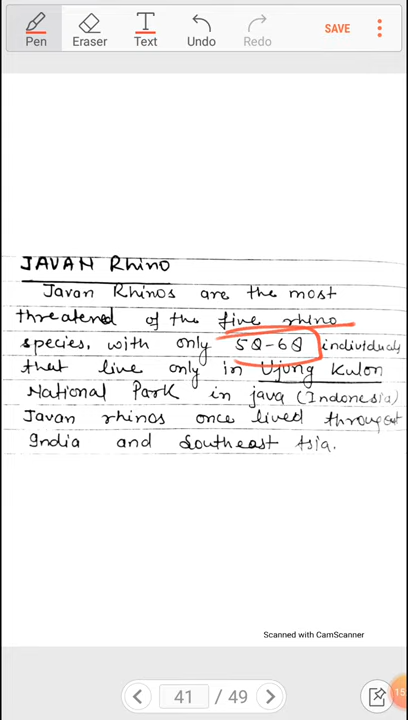 Pen Eraser Text Undo Redo SAVE
JAVAN Rhino
Javan Rhinos are the most
threatened of the five rhino
species, with only 58-68 individuals
that live only in Ujung Kulon
National Park in java (Indonesia)
Javan rhinos once lived througout
India and Southeast Asia.
Scanned with CamScanner
41 / 49
15